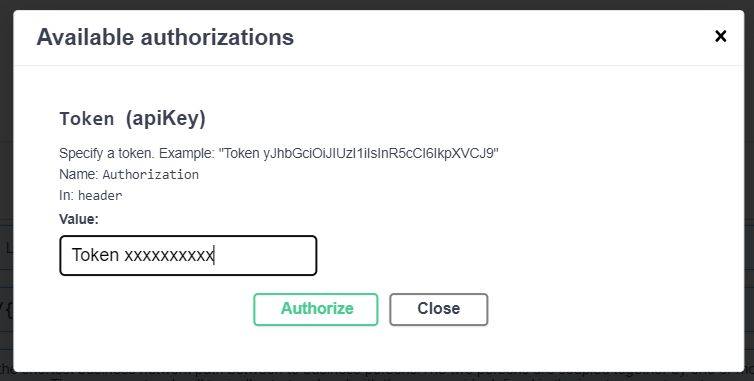 Available authorizations
×
Token (apiKey)
Specify a token. Example: "Token yJhbGciOiJIUzI1iIsInR5cCI6IkpXVCJ9"
Name: Authorization
In: header
Value:
Token xxxxxxxxxx
Authorize Close